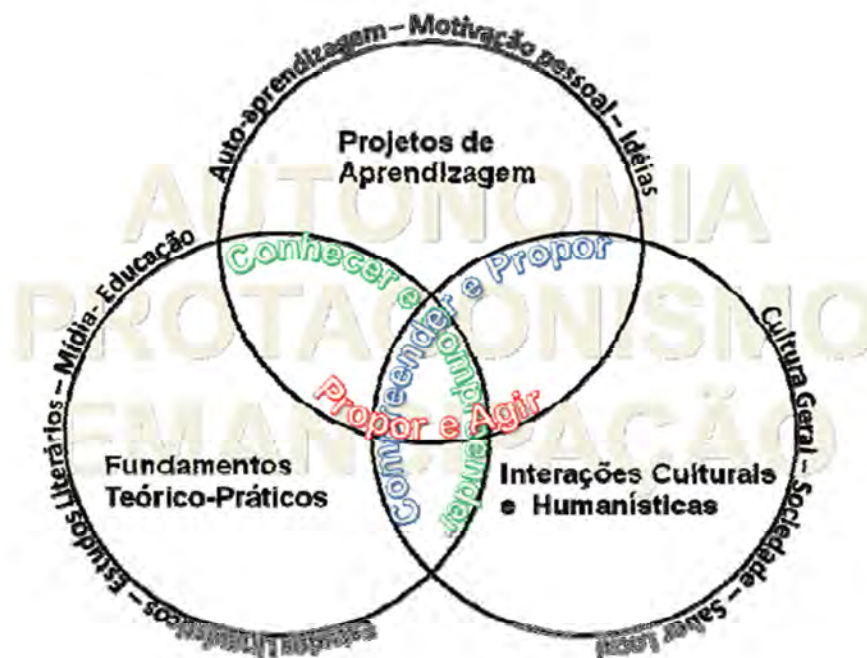 Auto-aprendizagem – Motivação pessoal – Idéias
Projetos de
Aprendizagem
AUTONOMIA
PROTAGONISMO
EMANCIPAÇÃO
Conhecer e Compreender
Compreender e Propor
Propor e Agir
Estudos Literários – Mídia- Educação
Fundamentos
Teórico-Práticos
Cultura Geral – Sociedade – Saber Local
Interações Culturais
e Humanísticas